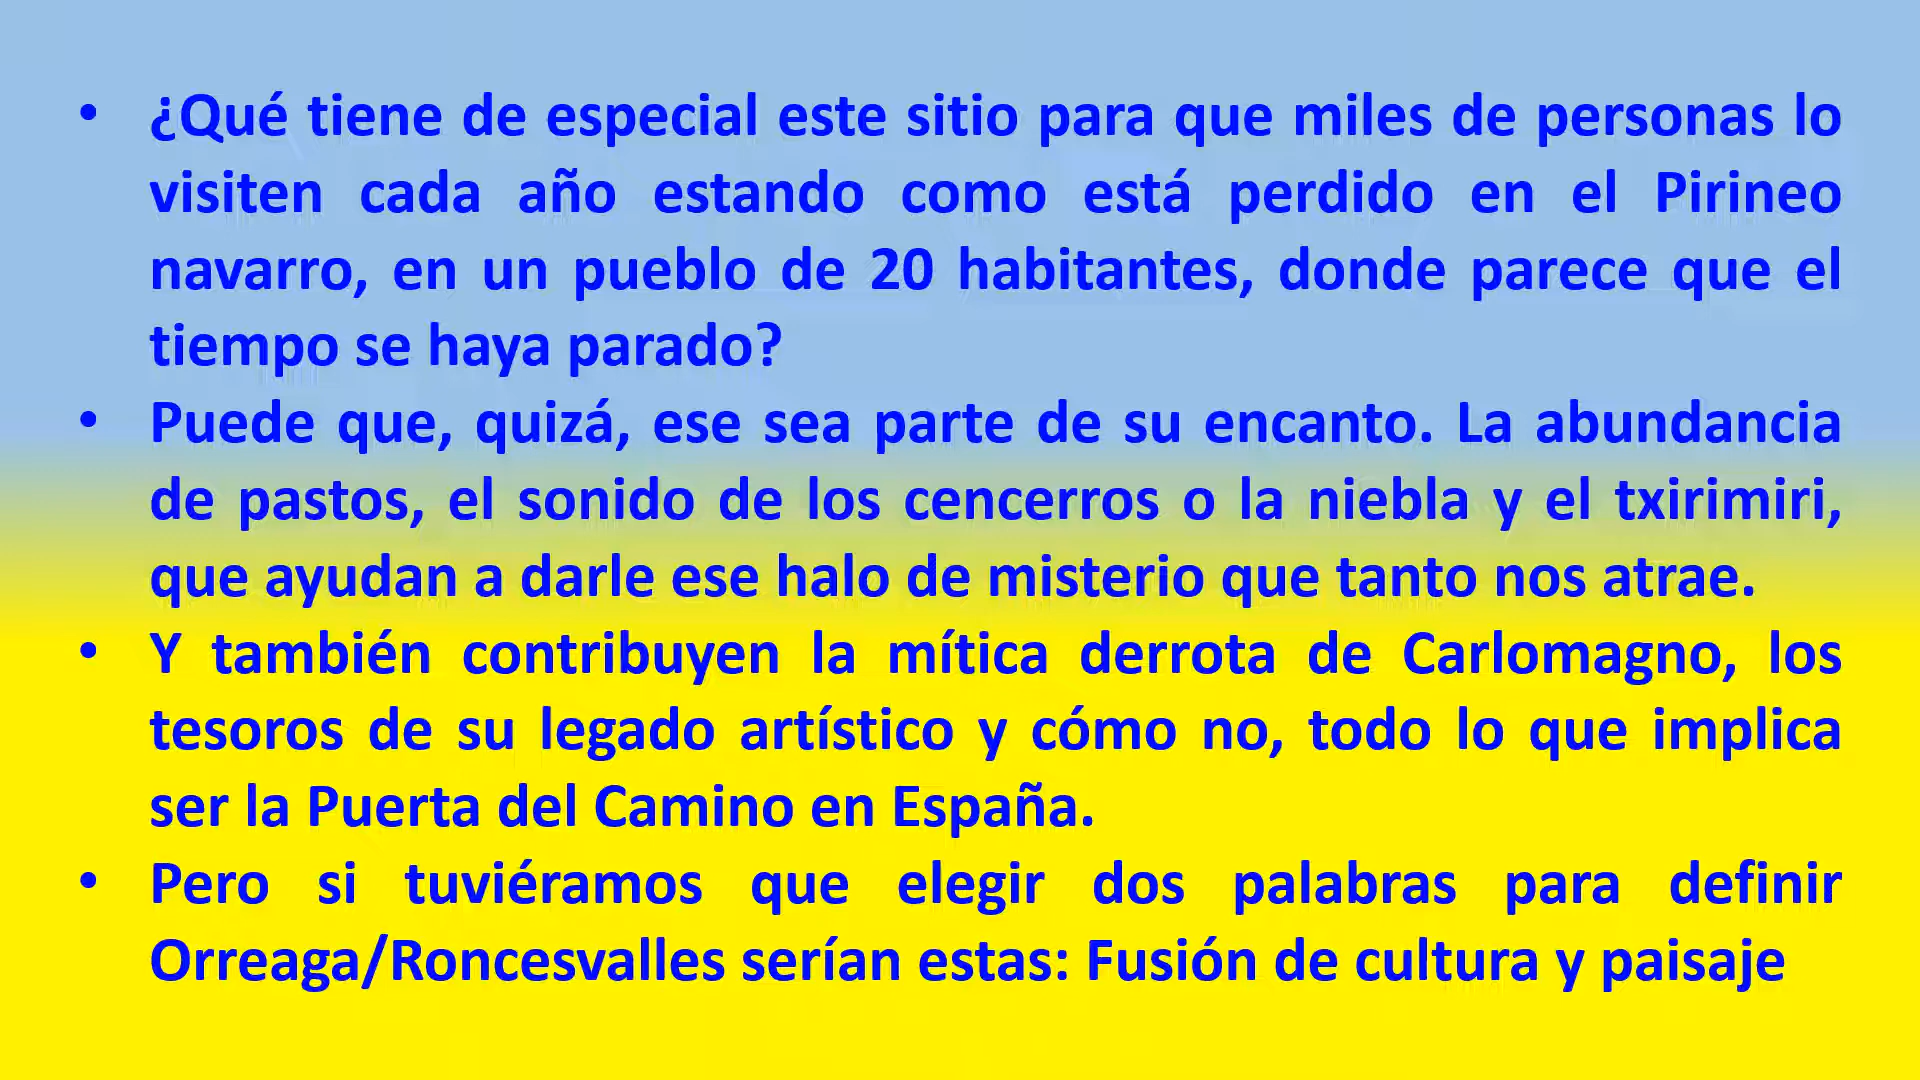 • ¿Qué tiene de especial este sitio para que miles de personas lo
visiten cada año estando como está perdido en el Pirineo
navarro, en un pueblo de 20 habitantes, donde parece que el
tiempo se haya parado?
• Puede que, quizá, ese sea parte de su encanto. La abundancia
de pastos, el sonido de los cencerros o la niebla y el txirimiri,
que ayudan a darle ese halo de misterio que tanto nos atrae.
• Y también contribuyen la mítica derrota de Carlomagno, los
tesoros de su legado artístico y cómo no, todo lo que implica
ser la Puerta del Camino en España.
• Pero si tuviéramos que elegir dos palabras para definir
Orreaga/Roncesvalles serían estas: Fusión de cultura y paisaje